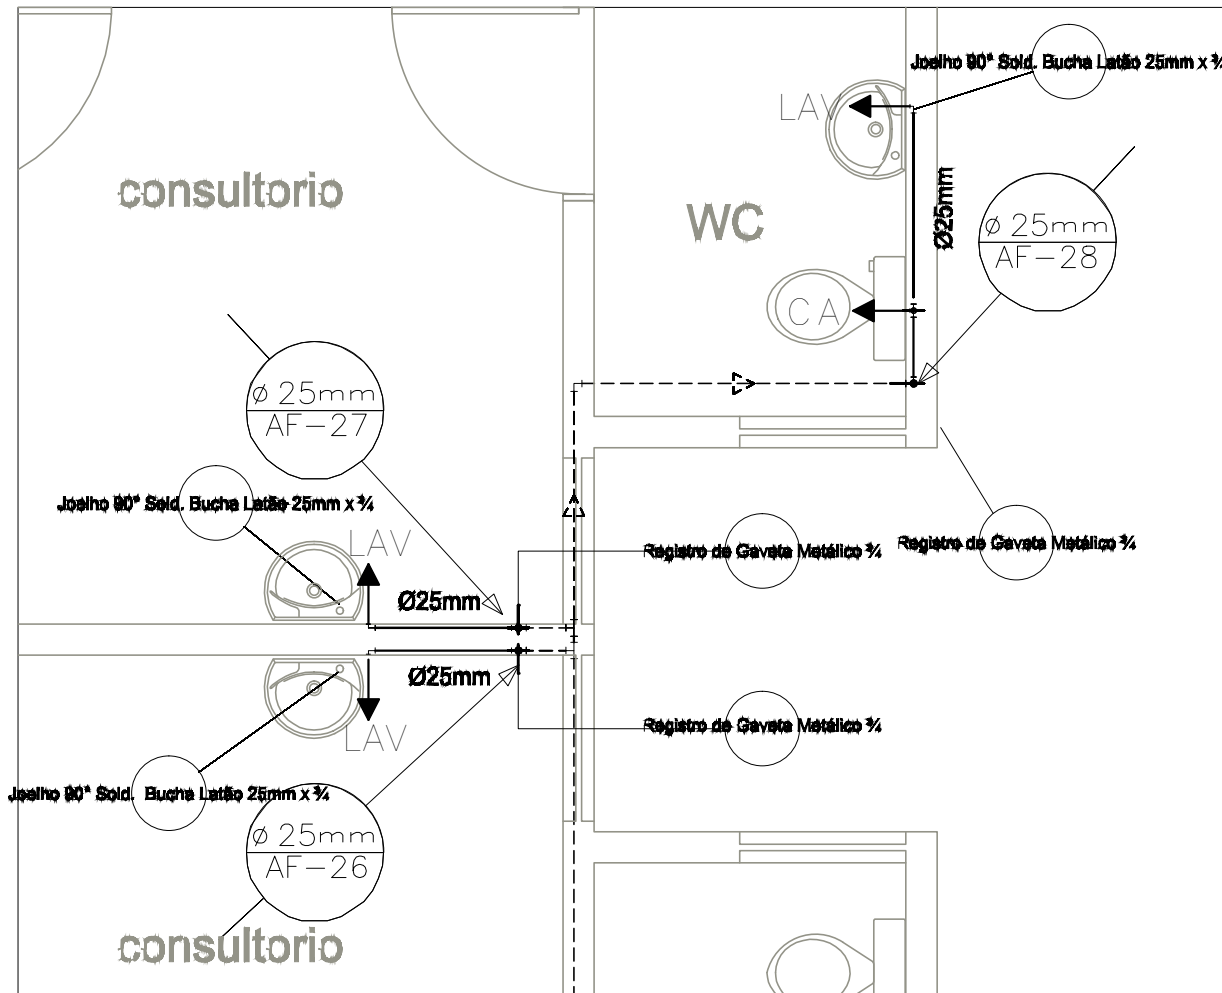 Joelho 90° Sold. Bucha Latão 25mm x ¾
LAV
consultorio
Ø25mm
WC
ø 25mm
AF-28
C A
ø 25mm
AF-27
Joelho 90° Sold. Bucha Latão 25mm x ¾
LAV
Registro de Gaveta Metálico ¾
Registro de Gaveta Metálico ¾
Ø25mm
Ø25mm
LAV
Registro de Gaveta Metálico ¾
Joelho 90° Sold. Bucha Latão 25mm x ¾
ø 25mm
AF-26
consultorio